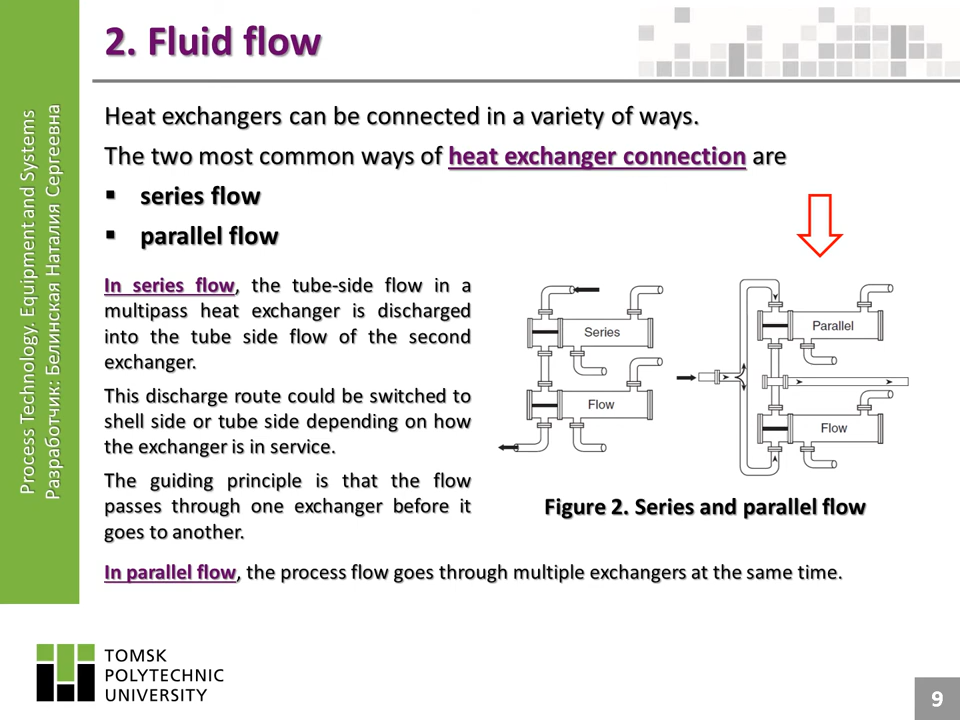 2. Fluid flow
Process Technology. Equipment and Systems
Разработчик: Белинская Наталия Сергеевна
Heat exchangers can be connected in a variety of ways.
The two most common ways of heat exchanger connection are
▪ series flow
▪ parallel flow
In series flow, the tube-side flow in a
multipass heat exchanger is discharged
into the tube side flow of the second
exchanger.
This discharge route could be switched to
shell side or tube side depending on how
the exchanger is in service.
The guiding principle is that the flow
passes through one exchanger before it
goes to another.
Series
Flow
Parallel
Flow
Figure 2. Series and parallel flow
In parallel flow, the process flow goes through multiple exchangers at the same time.
TOMSK
POLYTECHNIC
UNIVERSITY
9